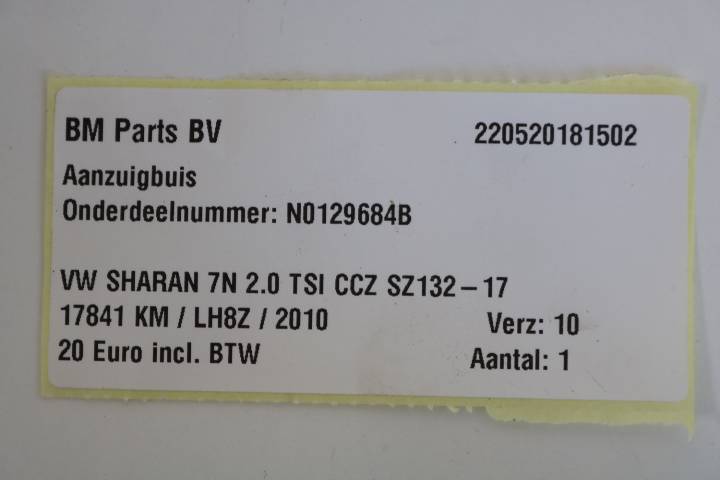 BM Parts BV 220520181502
Aanzuigbuis
Onderdeelnummer: N0129684B
VW SHARAN 7N 2.0 TSI CCZ SZ132-17
17841 KM / LH8Z / 2010 Verz: 10
20 Euro incl. BTW Aantal: 1